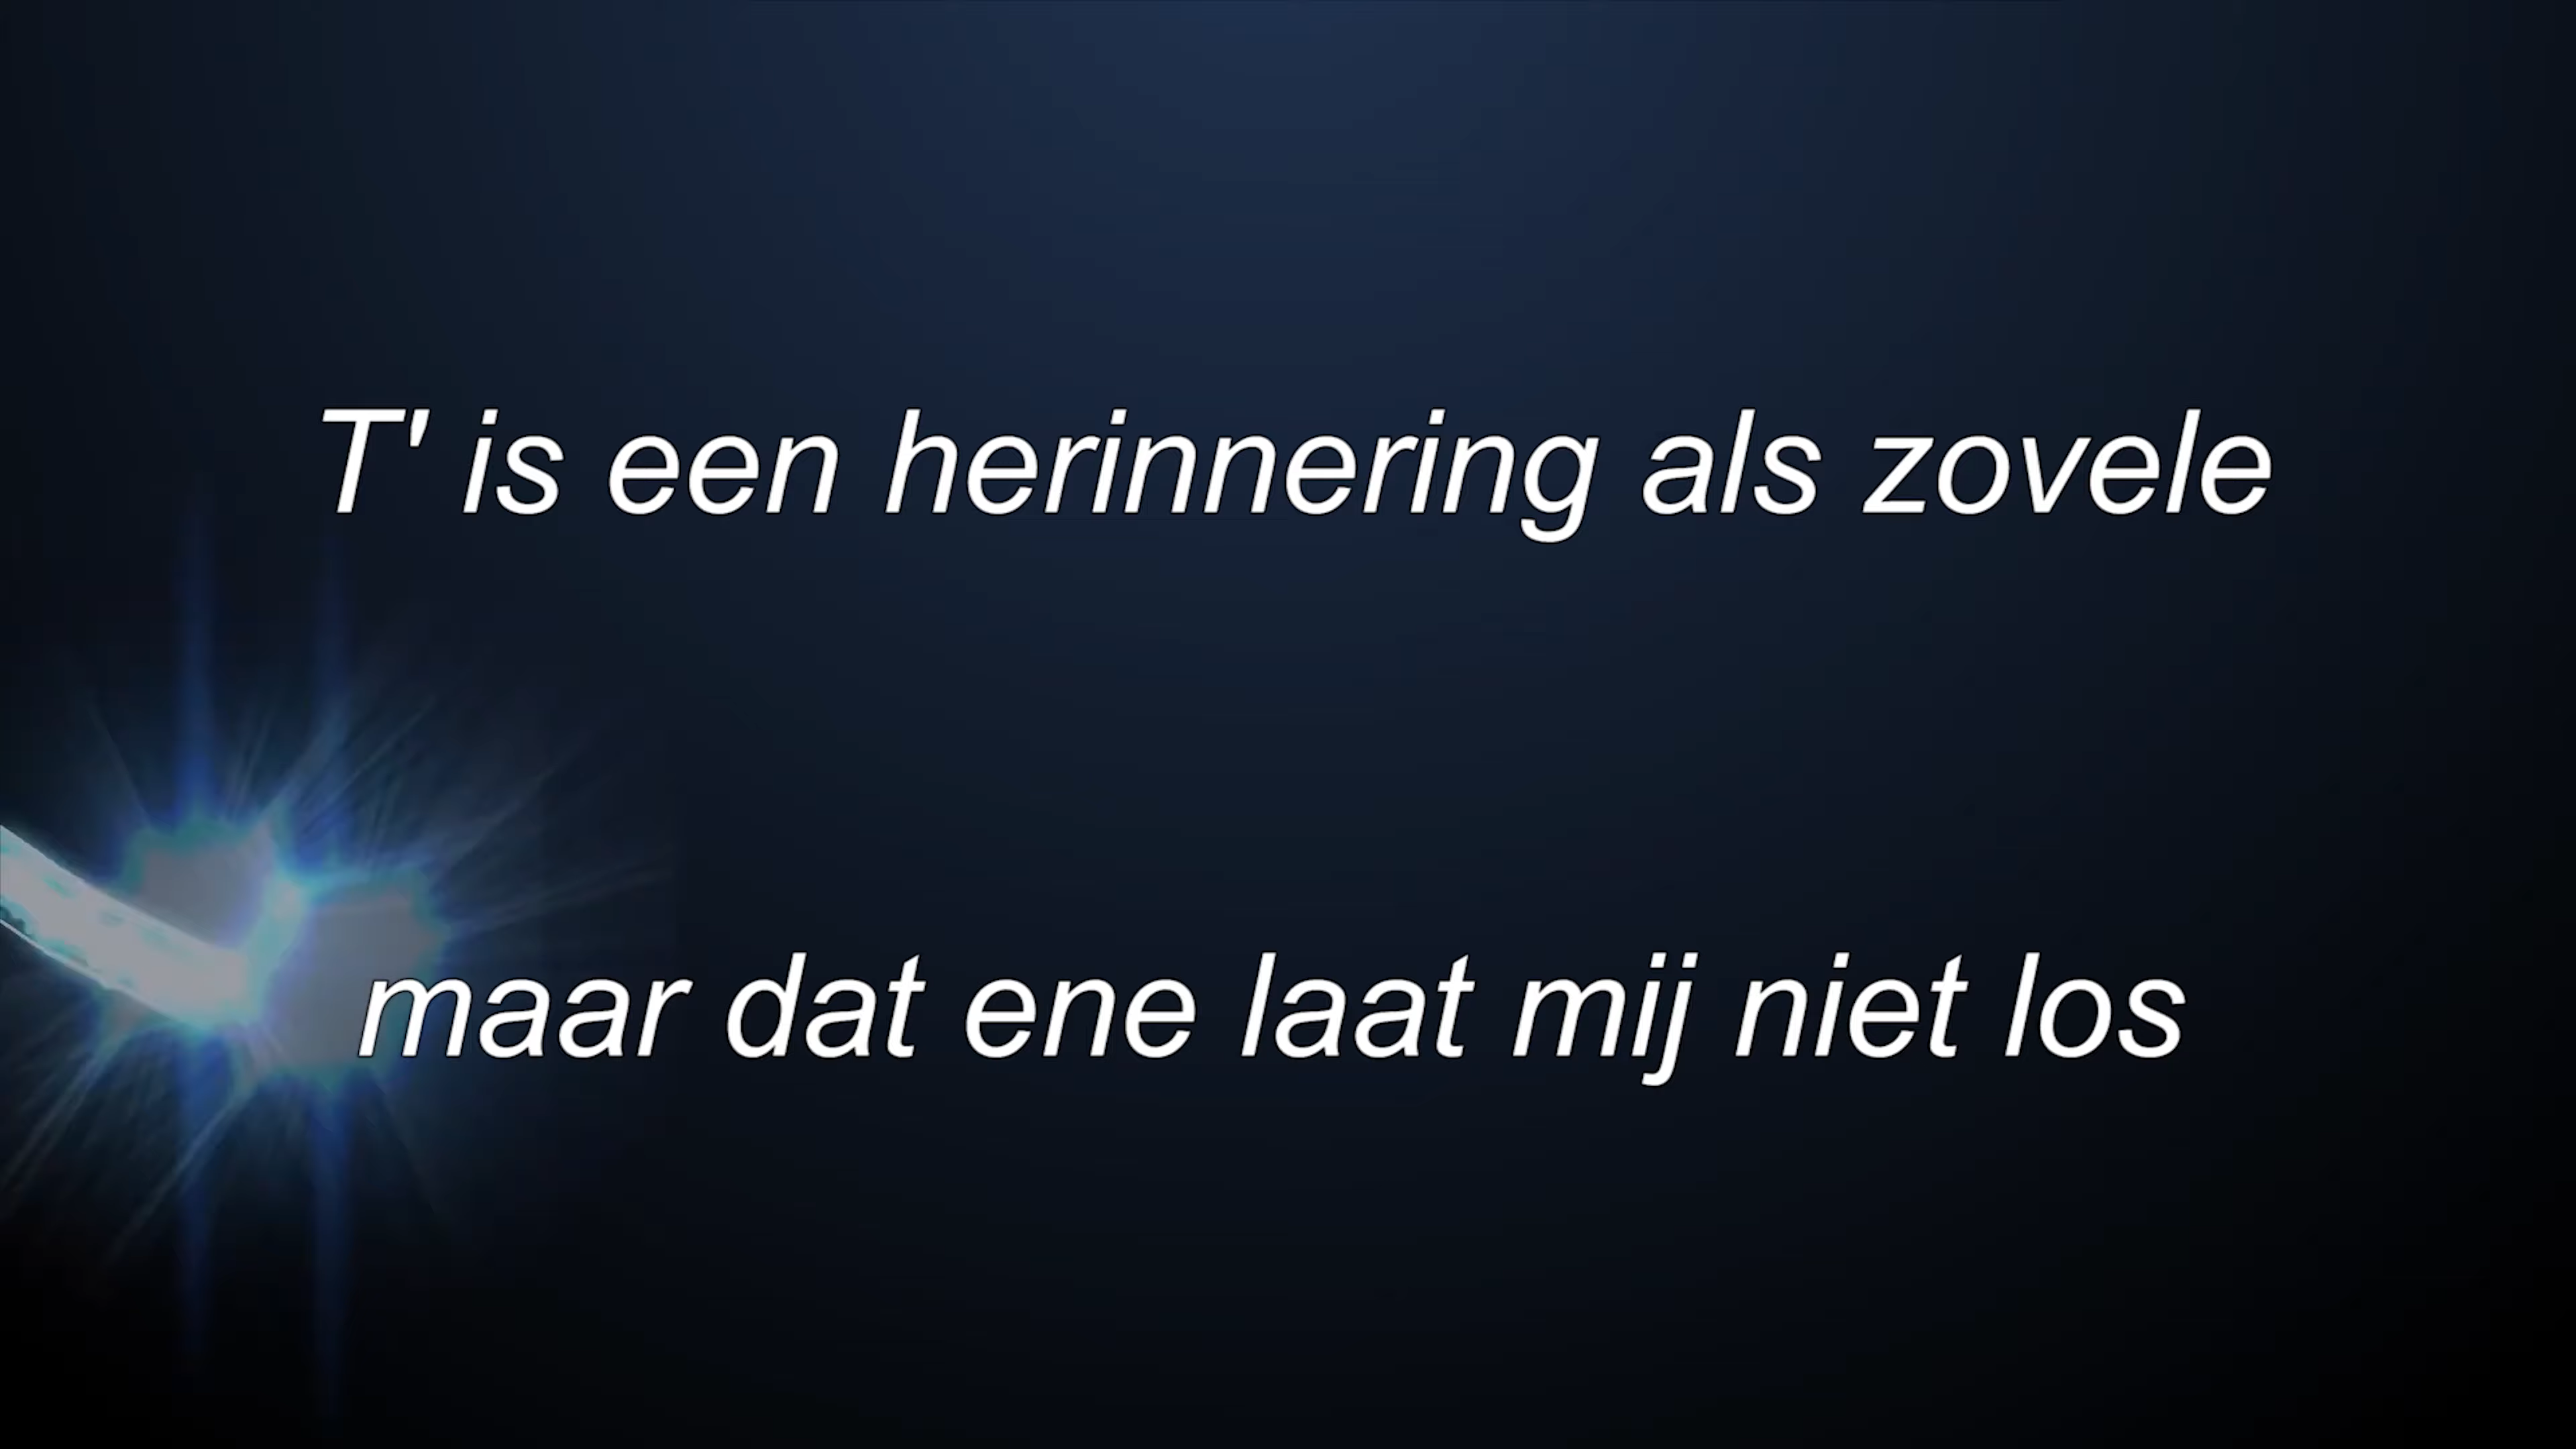 T' is een herinnering als zovele
maar dat ene laat mij niet los